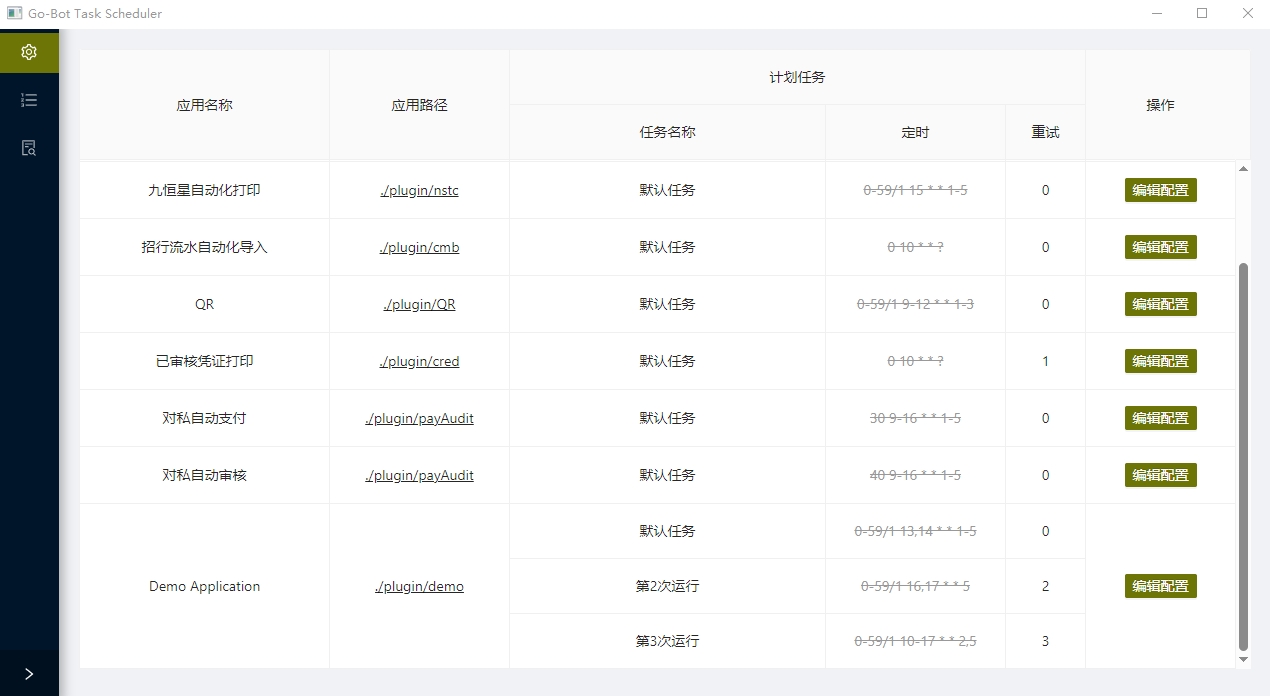 Go-Bot Task Scheduler
应用名称 应用路径 计划任务 操作
任务名称 定时 重试
九恒星自动化打印 ./plugin/nstc 默认任务 0-59/1 15 * * 1-5 0 编辑配置
招行流水自动化导入 ./plugin/cmb 默认任务 0 10 * * ? 0 编辑配置
QR ./plugin/QR 默认任务 0-59/1 9-12 * * 1-3 0 编辑配置
已审核凭证打印 ./plugin/cred 默认任务 0 10 * * ? 1 编辑配置
对私自动支付 ./plugin/payAudit 默认任务 30 9-16 * * 1-5 0 编辑配置
对私自动审核 ./plugin/payAudit 默认任务 40 9-16 * * 1-5 0 编辑配置
默认任务 0-59/1 13,14 * * 1-5 0
Demo Application ./plugin/demo 第2次运行 0-59/1 16,17 * * 5 2 编辑配置
第3次运行 0-59/1 10-17 * * 2,5 3